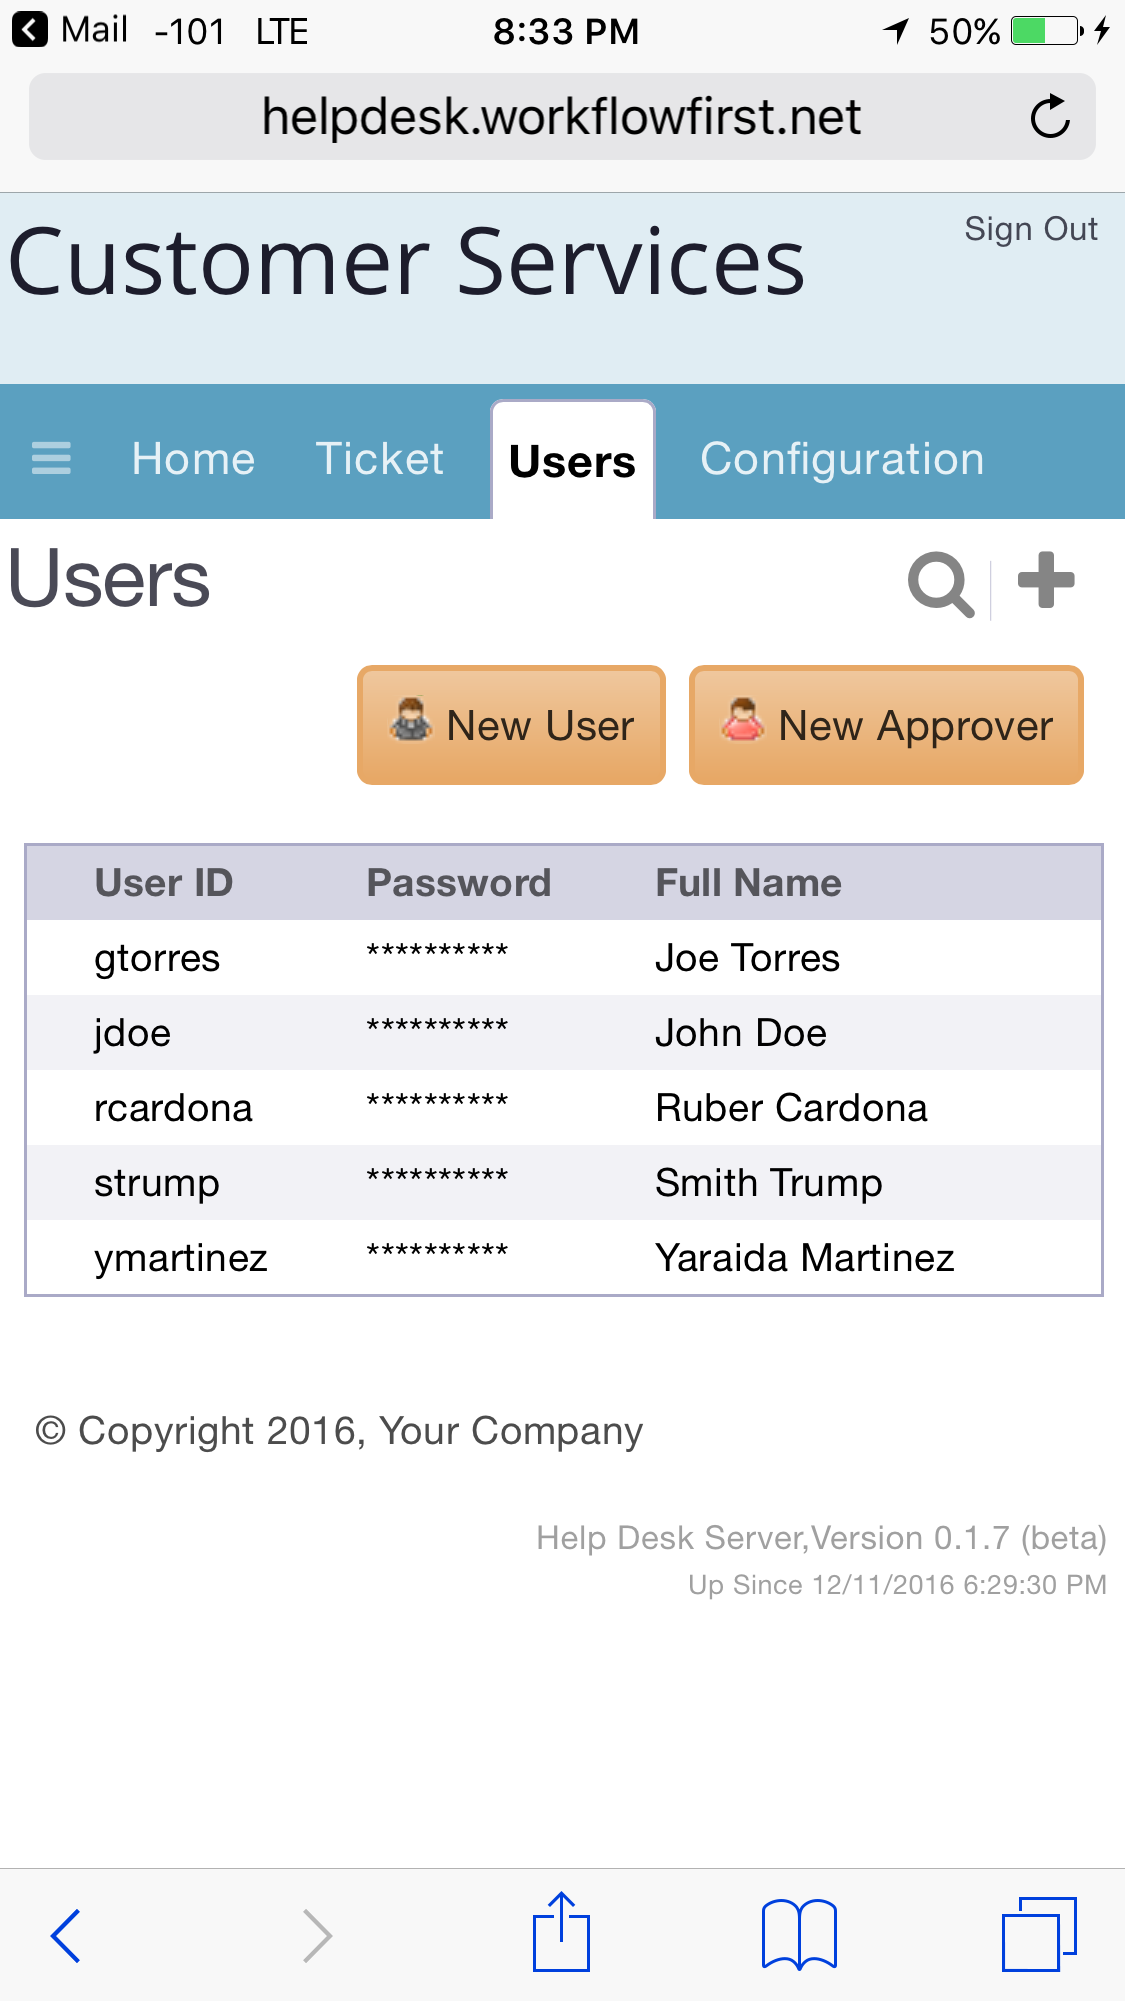 Mail -101 LTE 8:33 PM 50%
helpdesk.workflowfirst.net
Sign Out
Customer Services
Home Ticket Users Configuration
Users
New User New Approver
User ID Password Full Name
gtorres ********** Joe Torres
jdoe ********** John Doe
rcardona ********** Ruber Cardona
strump ********** Smith Trump
ymartinez ********** Yaraida Martinez
© Copyright 2016, Your Company
Help Desk Server,Version 0.1.7 (beta)
Up Since 12/11/2016 6:29:30 PM